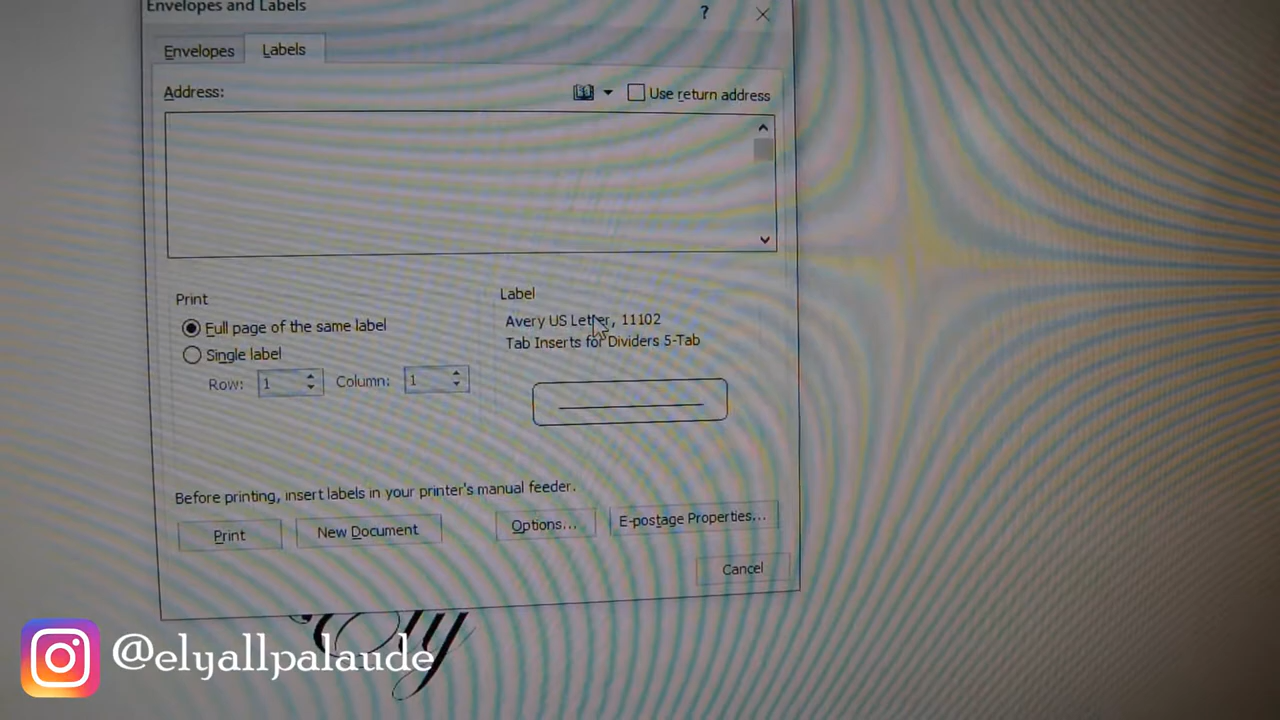 Envelopes and Labels
?
Envelopes Labels
Address:
Use return address
Print
Full page of the same label
Single label
Row: 1 Column: 1
Label
Avery US Letter, 11102
Tab Inserts for Dividers 5-Tab
Before printing, insert labels in your printer's manual feeder.
Print New Document Options... E-postage Properties...
Cancel
Ely
@elyallpalaude